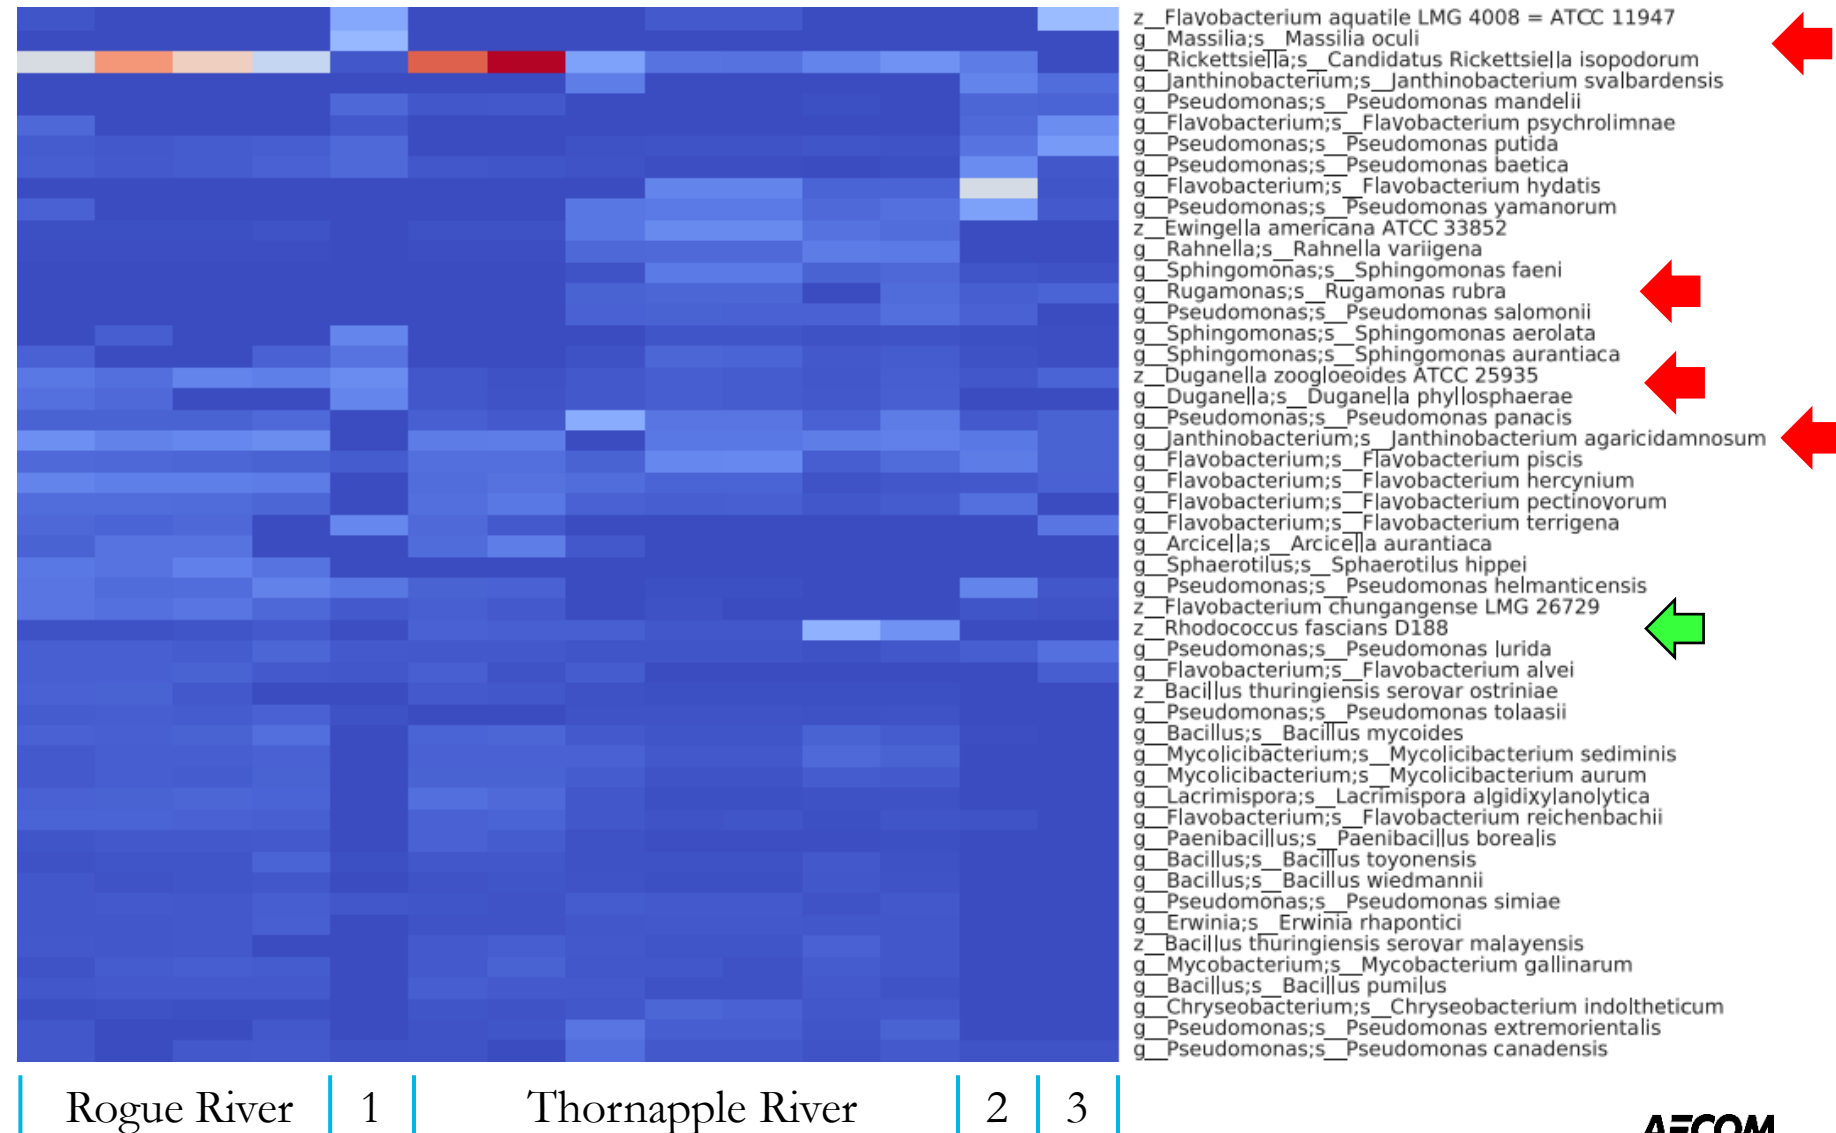 z__Flavobacterium aquatile LMG 4008 = ATCC 11947
g__Massilia;s__Massilia oculi
g__Rickettsiella;s__Candidatus Rickettsiella isopodorum
g__Janthinobacterium;s__Janthinobacterium svalbardensis
g__Pseudomonas;s__Pseudomonas mandelii
g__Flavobacterium;s__Flavobacterium psychrolimnae
g__Pseudomonas;s__Pseudomonas putida
g__Pseudomonas;s__Pseudomonas baetica
g__Flavobacterium;s__Flavobacterium hydatis
g__Pseudomonas;s__Pseudomonas yamanorum
z__Ewingella americana ATCC 33852
g__Rahnella;s__Rahnella variigena
g__Sphingomonas;s__Sphingomonas faeni
g__Rugamonas;s__Rugamonas rubra
g__Pseudomonas;s__Pseudomonas salomonii
g__Sphingomonas;s__Sphingomonas aerolata
g__Sphingomonas;s__Sphingomonas aurantiaca
z__Duganella zoogloeoides ATCC 25935
g__Duganella;s__Duganella phyllosphaerae
g__Pseudomonas;s__Pseudomonas panacis
g__Janthinobacterium;s__Janthinobacterium agaricidamnosum
g__Flavobacterium;s__Flavobacterium piscis
g__Flavobacterium;s__Flavobacterium hercynium
g__Flavobacterium;s__Flavobacterium pectinovorum
g__Flavobacterium;s__Flavobacterium terrigena
g__Arcicella;s__Arcicella aurantiaca
g__Sphaerotilus;s__Sphaerotilus hippei
g__Pseudomonas;s__Pseudomonas helmanticensis
z__Flavobacterium chungangense LMG 26729
z__Rhodococcus fascians D188
g__Pseudomonas;s__Pseudomonas lurida
g__Flavobacterium;s__Flavobacterium alvei
z__Bacillus thuringiensis serovar ostriniae
g__Pseudomonas;s__Pseudomonas tolaasii
g__Bacillus;s__Bacillus mycoides
g__Mycolicibacterium;s__Mycolicibacterium sediminis
g__Mycolicibacterium;s__Mycolicibacterium aurum
g__Lacrimispora;s__Lacrimispora algidixylanolytica
g__Flavobacterium;s__Flavobacterium reichenbachii
g__Paenibacillus;s__Paenibacillus borealis
g__Bacillus;s__Bacillus toyonensis
g__Bacillus;s__Bacillus wiedmannii
g__Pseudomonas;s__Pseudomonas simiae
g__Erwinia;s__Erwinia rhapontici
z__Bacillus thuringiensis serovar malayensis
g__Mycobacterium;s__Mycobacterium gallinarum
g__Bacillus;s__Bacillus pumilus
g__Chryseobacterium;s__Chryseobacterium indoltheticum
g__Pseudomonas;s__Pseudomonas extremorientalis
g__Pseudomonas;s__Pseudomonas canadensis
Rogue River 1 Thornapple River 2 3
AECOM